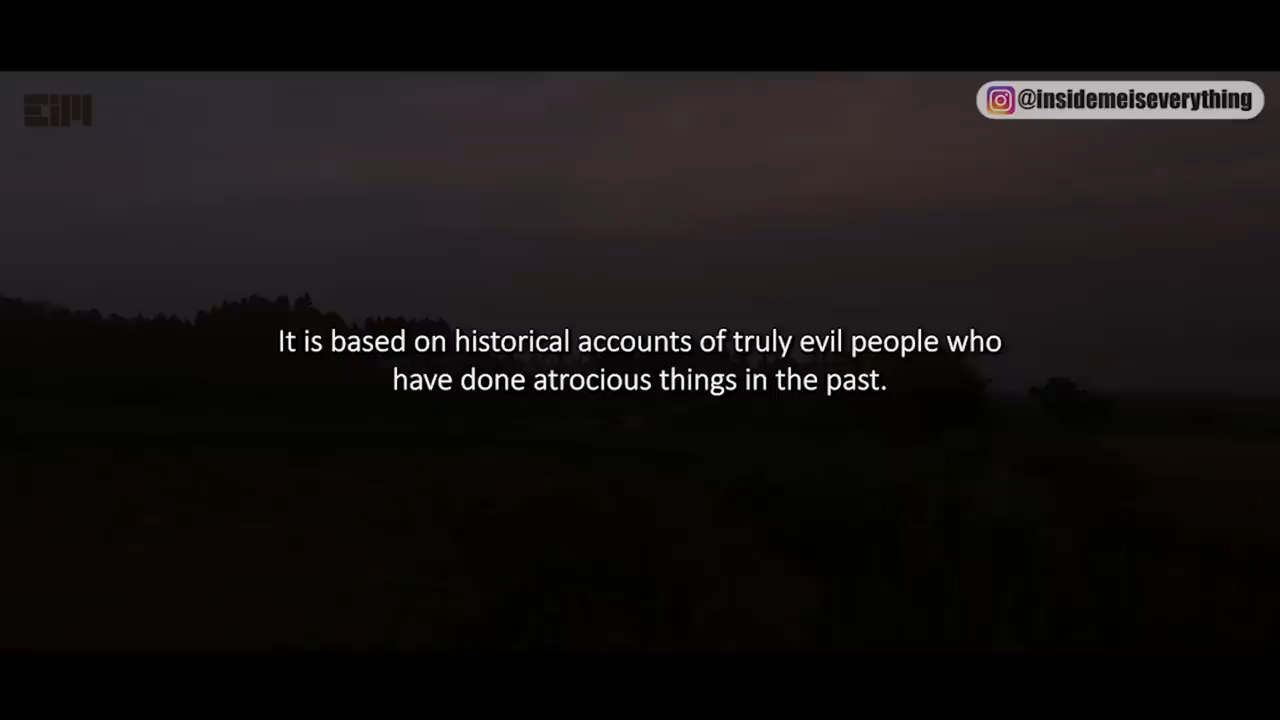 EiM
@insidemeiseverything
It is based on historical accounts of truly evil people who
have done atrocious things in the past.